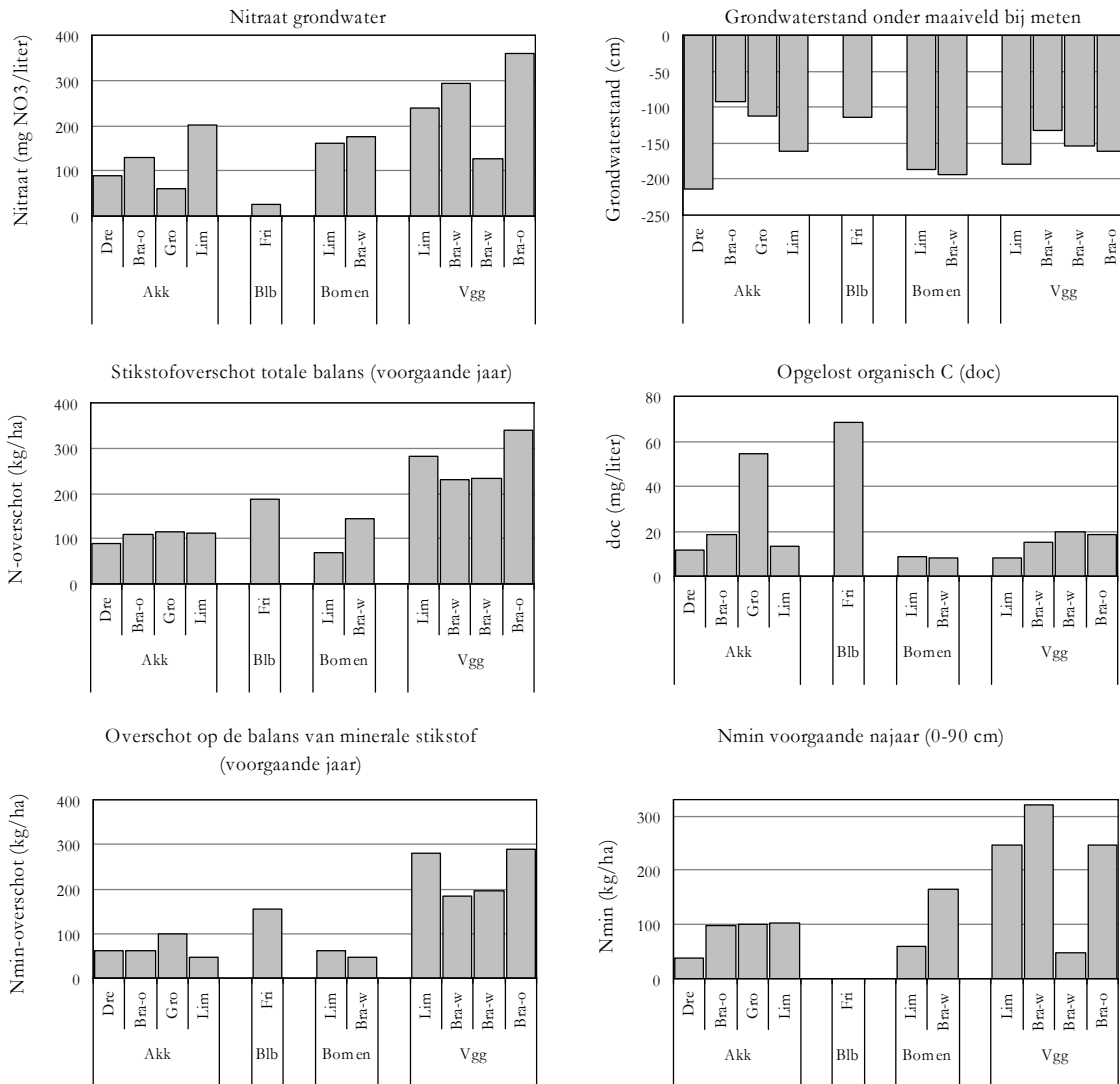 Nitraat grondwater
Nitraat (mg NO3/liter)
400
300
200
100
0
Dre Bra-o Gro Lim Fri Lim Bra-w Lim Bra-w Bra-w Bra-o
Akk Blb Bomen Vgg
Grondwaterstand onder maaiveld bij meten
Grondwaterstand (cm)
0
-50
-100
-150
-200
-250
Dre Bra-o Gro Lim Fri Lim Bra-w Lim Bra-w Bra-w Bra-o
Akk Blb Bomen Vgg
Stikstofoverschot totale balans (voorgaande jaar)
N-overschot (kg/ha)
400
300
200
100
0
Dre Bra-o Gro Lim Fri Lim Bra-w Lim Bra-w Bra-w Bra-o
Akk Blb Bomen Vgg
Opgelost organisch C (doc)
doc (mg/liter)
80
60
40
20
0
Dre Bra-o Gro Lim Fri Lim Bra-w Lim Bra-w Bra-w Bra-o
Akk Blb Bomen Vgg
Overschot op de balans van minerale stikstof
(voorgaande jaar)
Nmin-overschot (kg/ha)
400
300
200
100
0
Dre Bra-o Gro Lim Fri Lim Bra-w Lim Bra-w Bra-w Bra-o
Akk Blb Bomen Vgg
Nmin voorgaande najaar (0-90 cm)
Nmin (kg/ha)
300
200
100
0
Dre Bra-o Gro Lim Fri Lim Bra-w Lim Bra-w Bra-w Bra-o
Akk Blb Bomen Vgg